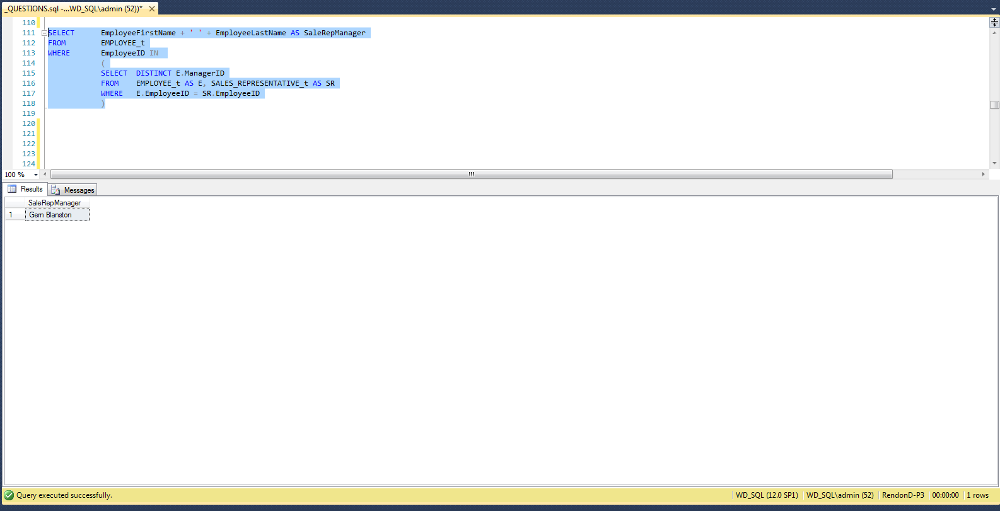 _QUESTIONS.sql -...WD_SQL\admin (52))*
110
111 SELECT EmployeeFirstName + ' ' + EmployeeLastName AS SaleRepManager
112 FROM EMPLOYEE_t
113 WHERE EmployeeID IN
114 (
115 SELECT DISTINCT E.ManagerID
116 FROM EMPLOYEE_t AS E, SALES_REPRESENTATIVE_t AS SR
117 WHERE E.EmployeeID = SR.EmployeeID
118 )
119
120
121
122
123
124
100 %
Results Messages
SaleRepManager
1 Gem Blanston
Query executed successfully. WD_SQL (12.0 SP1) WD_SQL\admin (52) RendonD-P3 00:00:00 1 rows